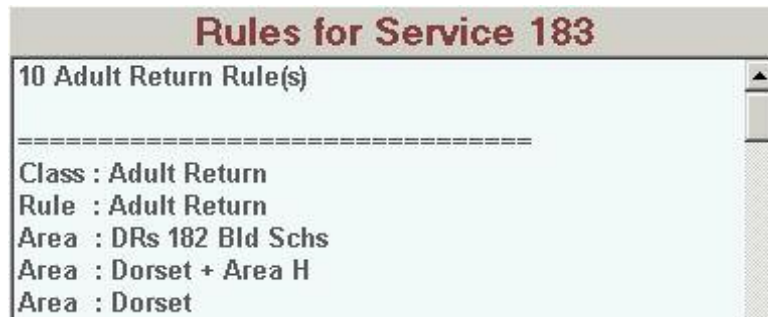 Rules for Service 183
10 Adult Return Rule(s)
================================
Class : Adult Return
Rule : Adult Return
Area : DRs 182 Bld Schs
Area : Dorset + Area H
Area : Dorset